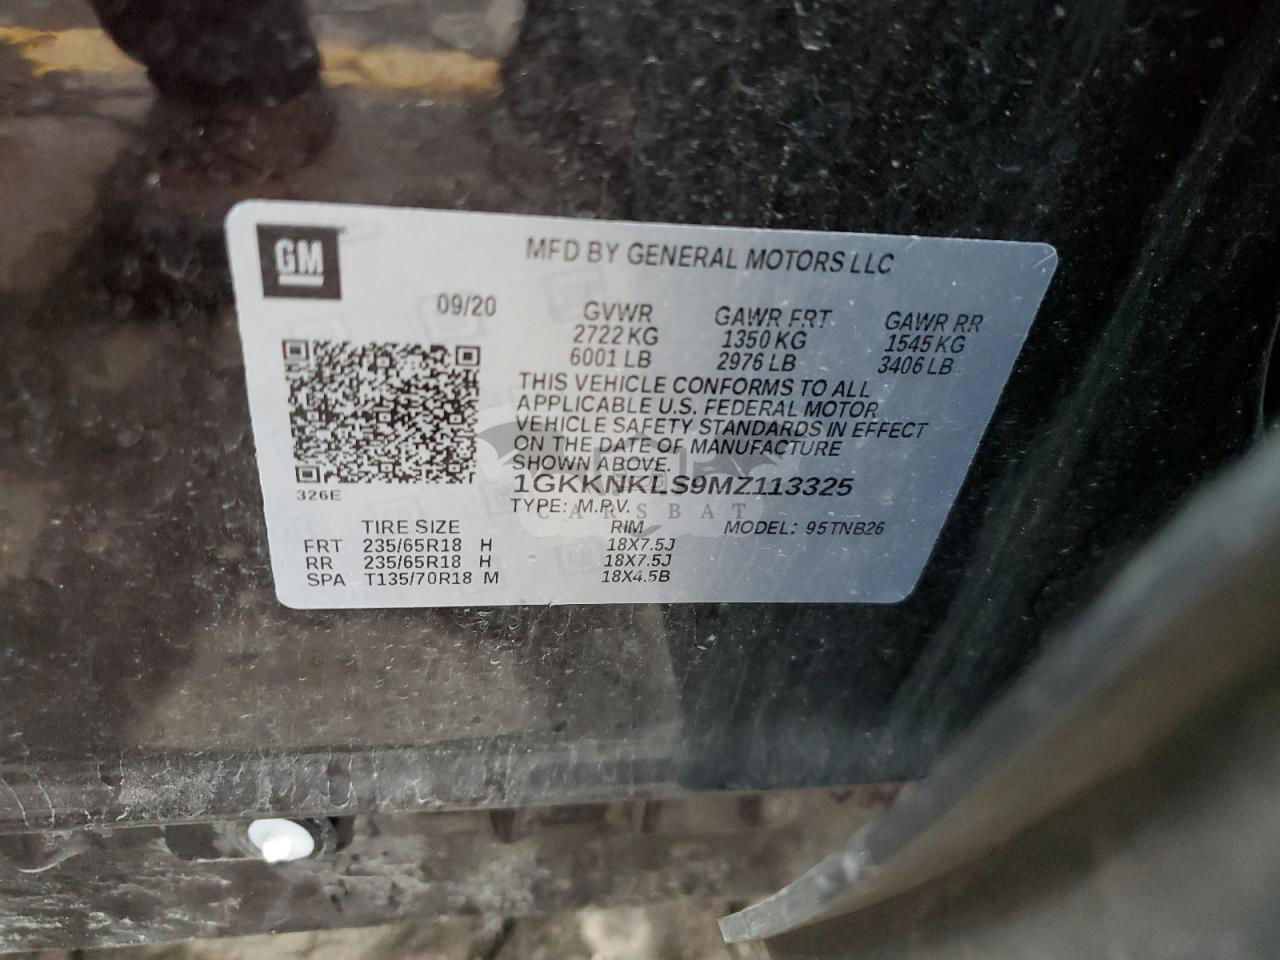 GM
MFD BY GENERAL MOTORS LLC
09/20 GVWR GAWR FRT GAWR RR
2722 KG 1350 KG 1545 KG
6001 LB 2976 LB 3406 LB
THIS VEHICLE CONFORMS TO ALL
APPLICABLE U.S. FEDERAL MOTOR
VEHICLE SAFETY STANDARDS IN EFFECT
ON THE DATE OF MANUFACTURE
SHOWN ABOVE.
326E
1GKKNKLS9MZ113325
TYPE: M.P.V.
CARSBAT
TIRE SIZE RIM MODEL: 95TNB26
FRT 235/65R18 H 18X7.5J
RR 235/65R18 H 18X7.5J
SPA T135/70R18 M 18X4.5B